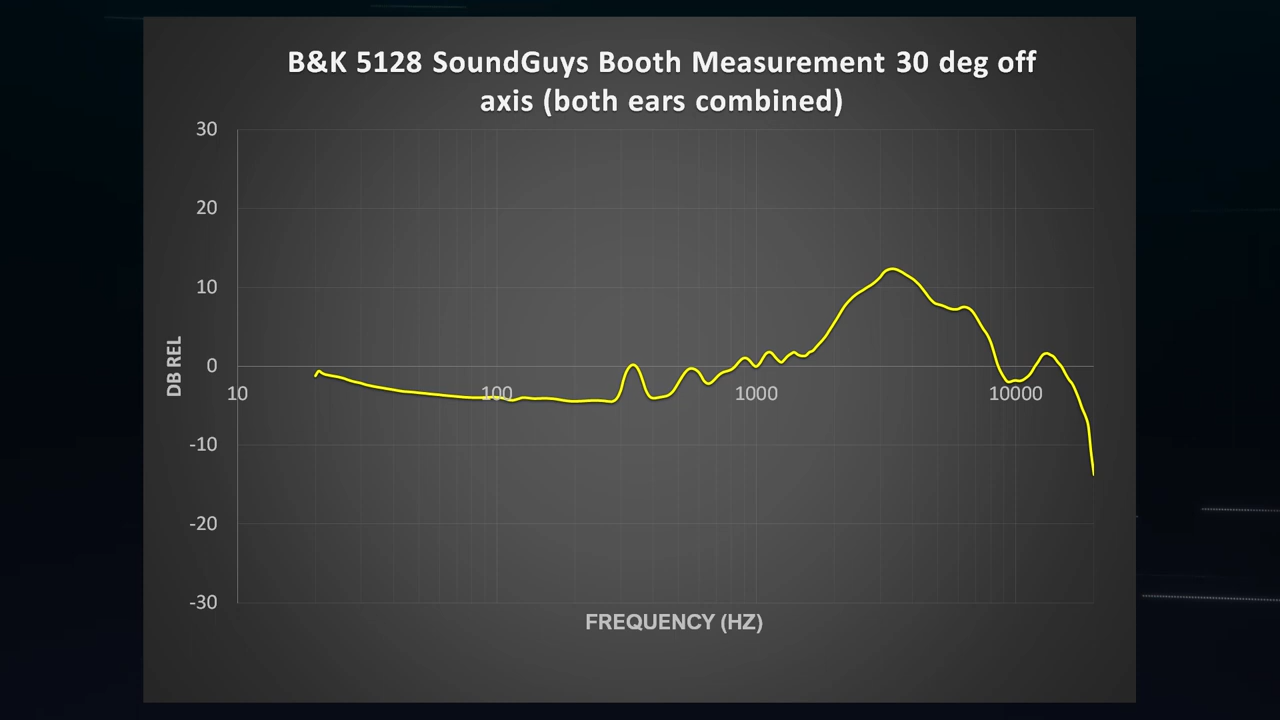 B&K 5128 SoundGuys Booth Measurement 30 deg off
axis (both ears combined)
30
20
10
0
-10
-20
-30
DB REL
10
100
1000
10000
FREQUENCY (HZ)